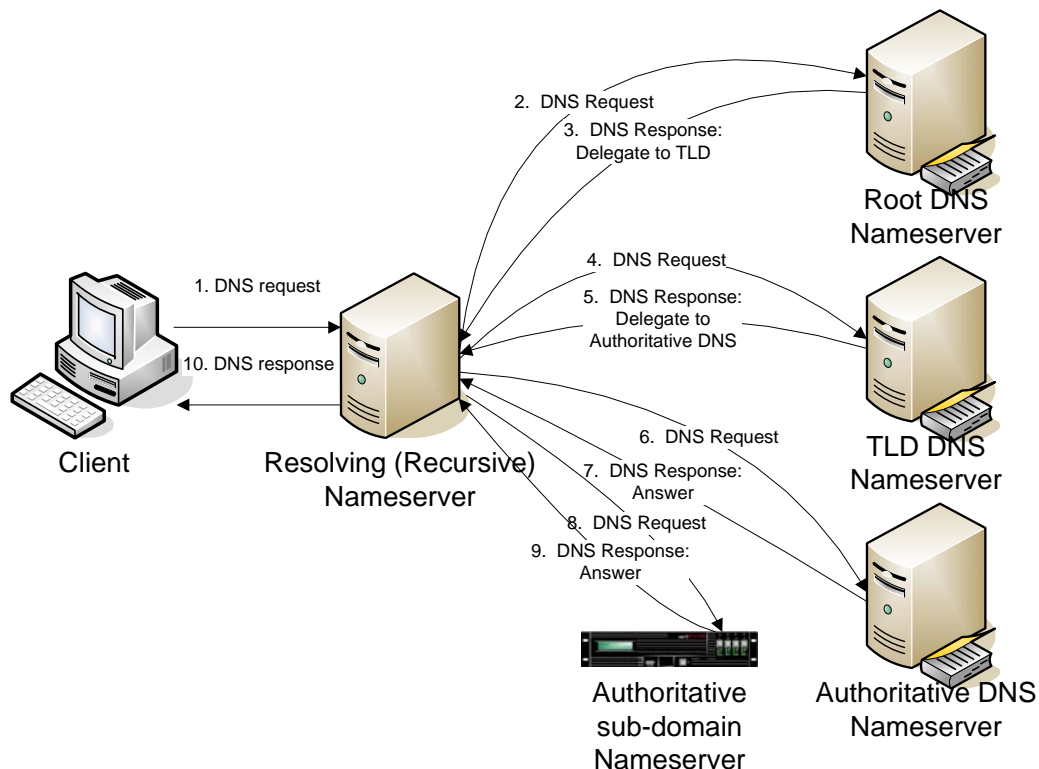 2. DNS Request
3. DNS Response:
Delegate to TLD
Root DNS
Nameserver
1. DNS request
10. DNS response
Client
Resolving (Recursive)
Nameserver
4. DNS Request
5. DNS Response:
Delegate to
Authoritative DNS
TLD DNS
Nameserver
6. DNS Request
7. DNS Response:
Answer
8. DNS Request
9. DNS Response:
Answer
Authoritative
sub-domain
Nameserver
Authoritative DNS
Nameserver